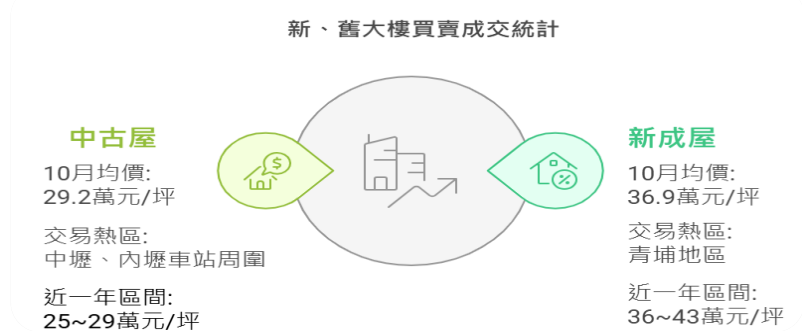 新、舊大樓買賣成交統計
中古屋
10月均價:
29.2萬元/坪
交易熱區:
中壢、內壢車站周圍
近一年區間:
25~29萬元/坪
$
新成屋
10月均價:
36.9萬元/坪
交易熱區:
青埔地區
近一年區間:
36~43萬元/坪
%